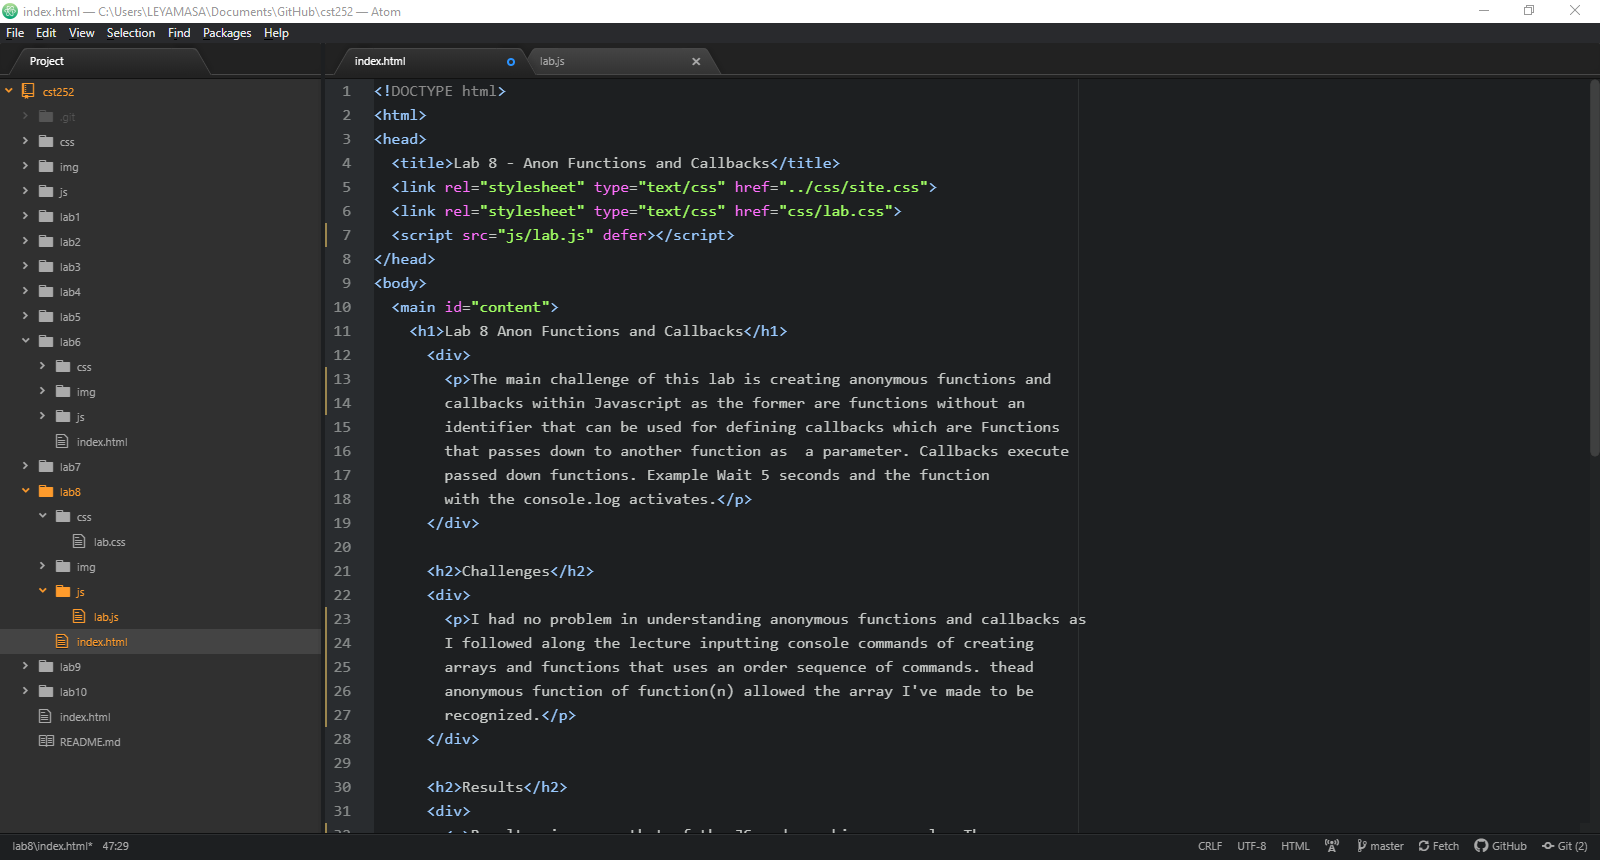 index.html — C:\Users\LEYAMASA\Documents\GitHub\cst252 — Atom
File Edit View Selection Find Packages Help
Project
index.html
lab.js
cst252
.git
css
img
js
lab1
lab2
lab3
lab4
lab5
lab6
css
img
js
index.html
lab7
lab8
css
lab.css
img
js
lab.js
index.html
lab9
lab10
index.html
README.md
1 <!DOCTYPE html>
2 <html>
3 <head>
4 <title>Lab 8 - Anon Functions and Callbacks</title>
5 <link rel="stylesheet" type="text/css" href="../css/site.css">
6 <link rel="stylesheet" type="text/css" href="css/lab.css">
7 <script src="js/lab.js" defer></script>
8 </head>
9 <body>
10 <main id="content">
11 <h1>Lab 8 Anon Functions and Callbacks</h1>
12 <div>
13 <p>The main challenge of this lab is creating anonymous functions and
14 callbacks within Javascript as the former are functions without an
15 identifier that can be used for defining callbacks which are Functions
16 that passes down to another function as  a parameter. Callbacks execute
17 passed down functions. Example Wait 5 seconds and the function
18 with the console.log activates.</p>
19 </div>
20
21 <h2>Challenges</h2>
22 <div>
23 <p>I had no problem in understanding anonymous functions and callbacks as
24 I followed along the lecture inputting console commands of creating
25 arrays and functions that uses an order sequence of commands. thead
26 anonymous function of function(n) allowed the array I've made to be
27 recognized.</p>
28 </div>
29
30 <h2>Results</h2>
31 <div>
lab8\index.html* 47:29
CRLF UTF-8 HTML master Fetch GitHub Git (2)